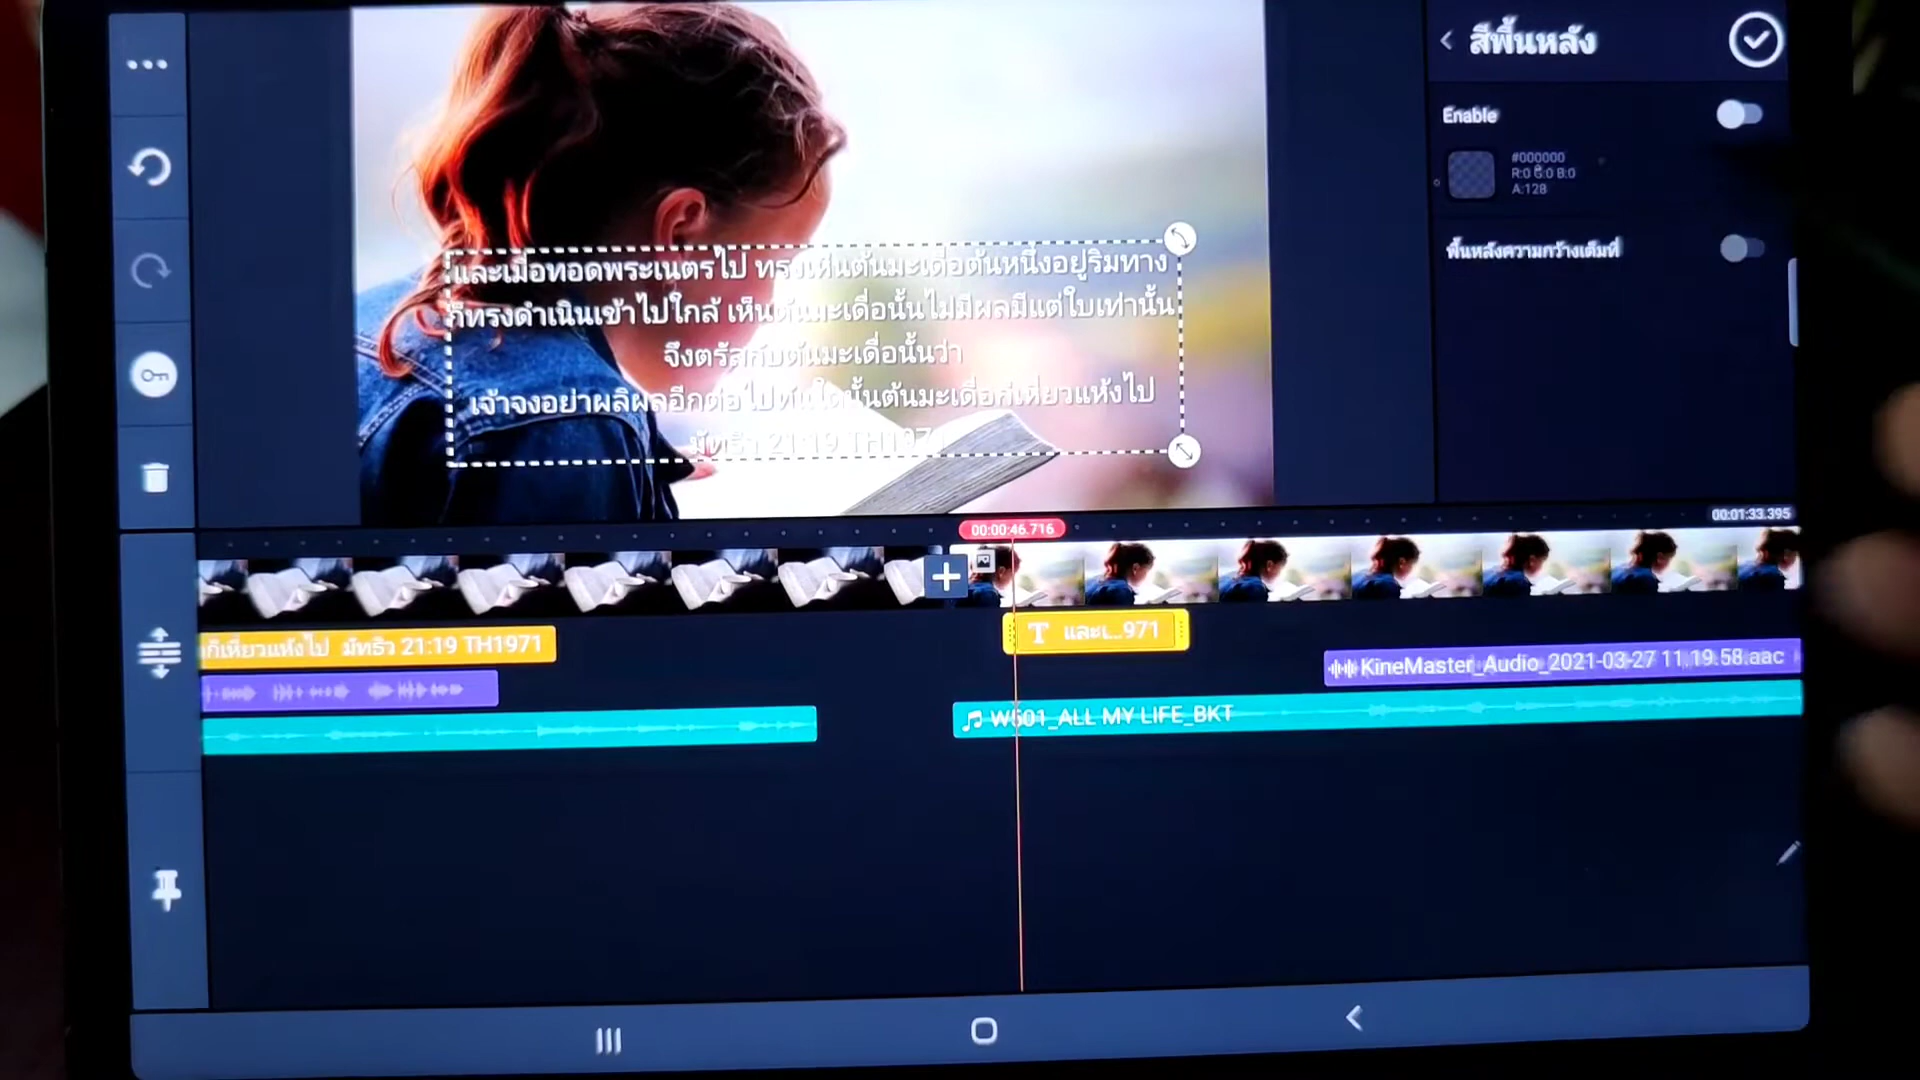 สีพื้นหลัง
Enable
#000000
R:0 G:0 B:0
A:128
พื้นหลังความกว้างเต็มที่
และเมื่อทอดพระเนตรไป ทรงเห็นต้นมะเดื่อต้นหนึ่งอยู่ริมทาง
ก็ทรงดำเนินเข้าไปใกล้ เห็นต้นมะเดื่อนั้นไม่มีผลมีแต่ใบเท่านั้น
จึงตรัสกับต้นมะเดื่อนั้นว่า
เจ้าจงอย่าผลิผลอีกต่อไปทันใดนั้นต้นมะเดื่อก็เหี่ยวแห้งไป
มัทธิว 21:19 TH1971
00:00:46.716
00:01:33.395
ก็เหี่ยวแห้งไป มัทธิว 21:19 TH1971
T และเ...971
KineMaster_Audio_2021-03-27 11.19.58.aac
W501_ALL MY LIFE_BKT